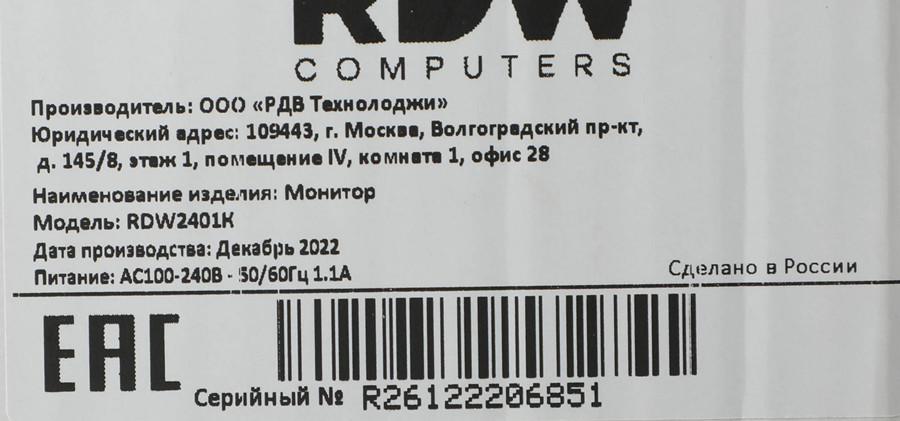 RDW
COMPUTERS
Производитель: ООО «РДВ Технолоджи»
Юридический адрес: 109443, г. Москва, Волгоградский пр-кт,
д. 145/8, этаж 1, помещение IV, комната 1, офис 28
Наименование изделия: Монитор
Модель: RDW2401K
Дата производства: Декабрь 2022
Питание: AC100-240В - 50/60Гц 1.1А
Сделано в России
EAC
Серийный № R26122206851